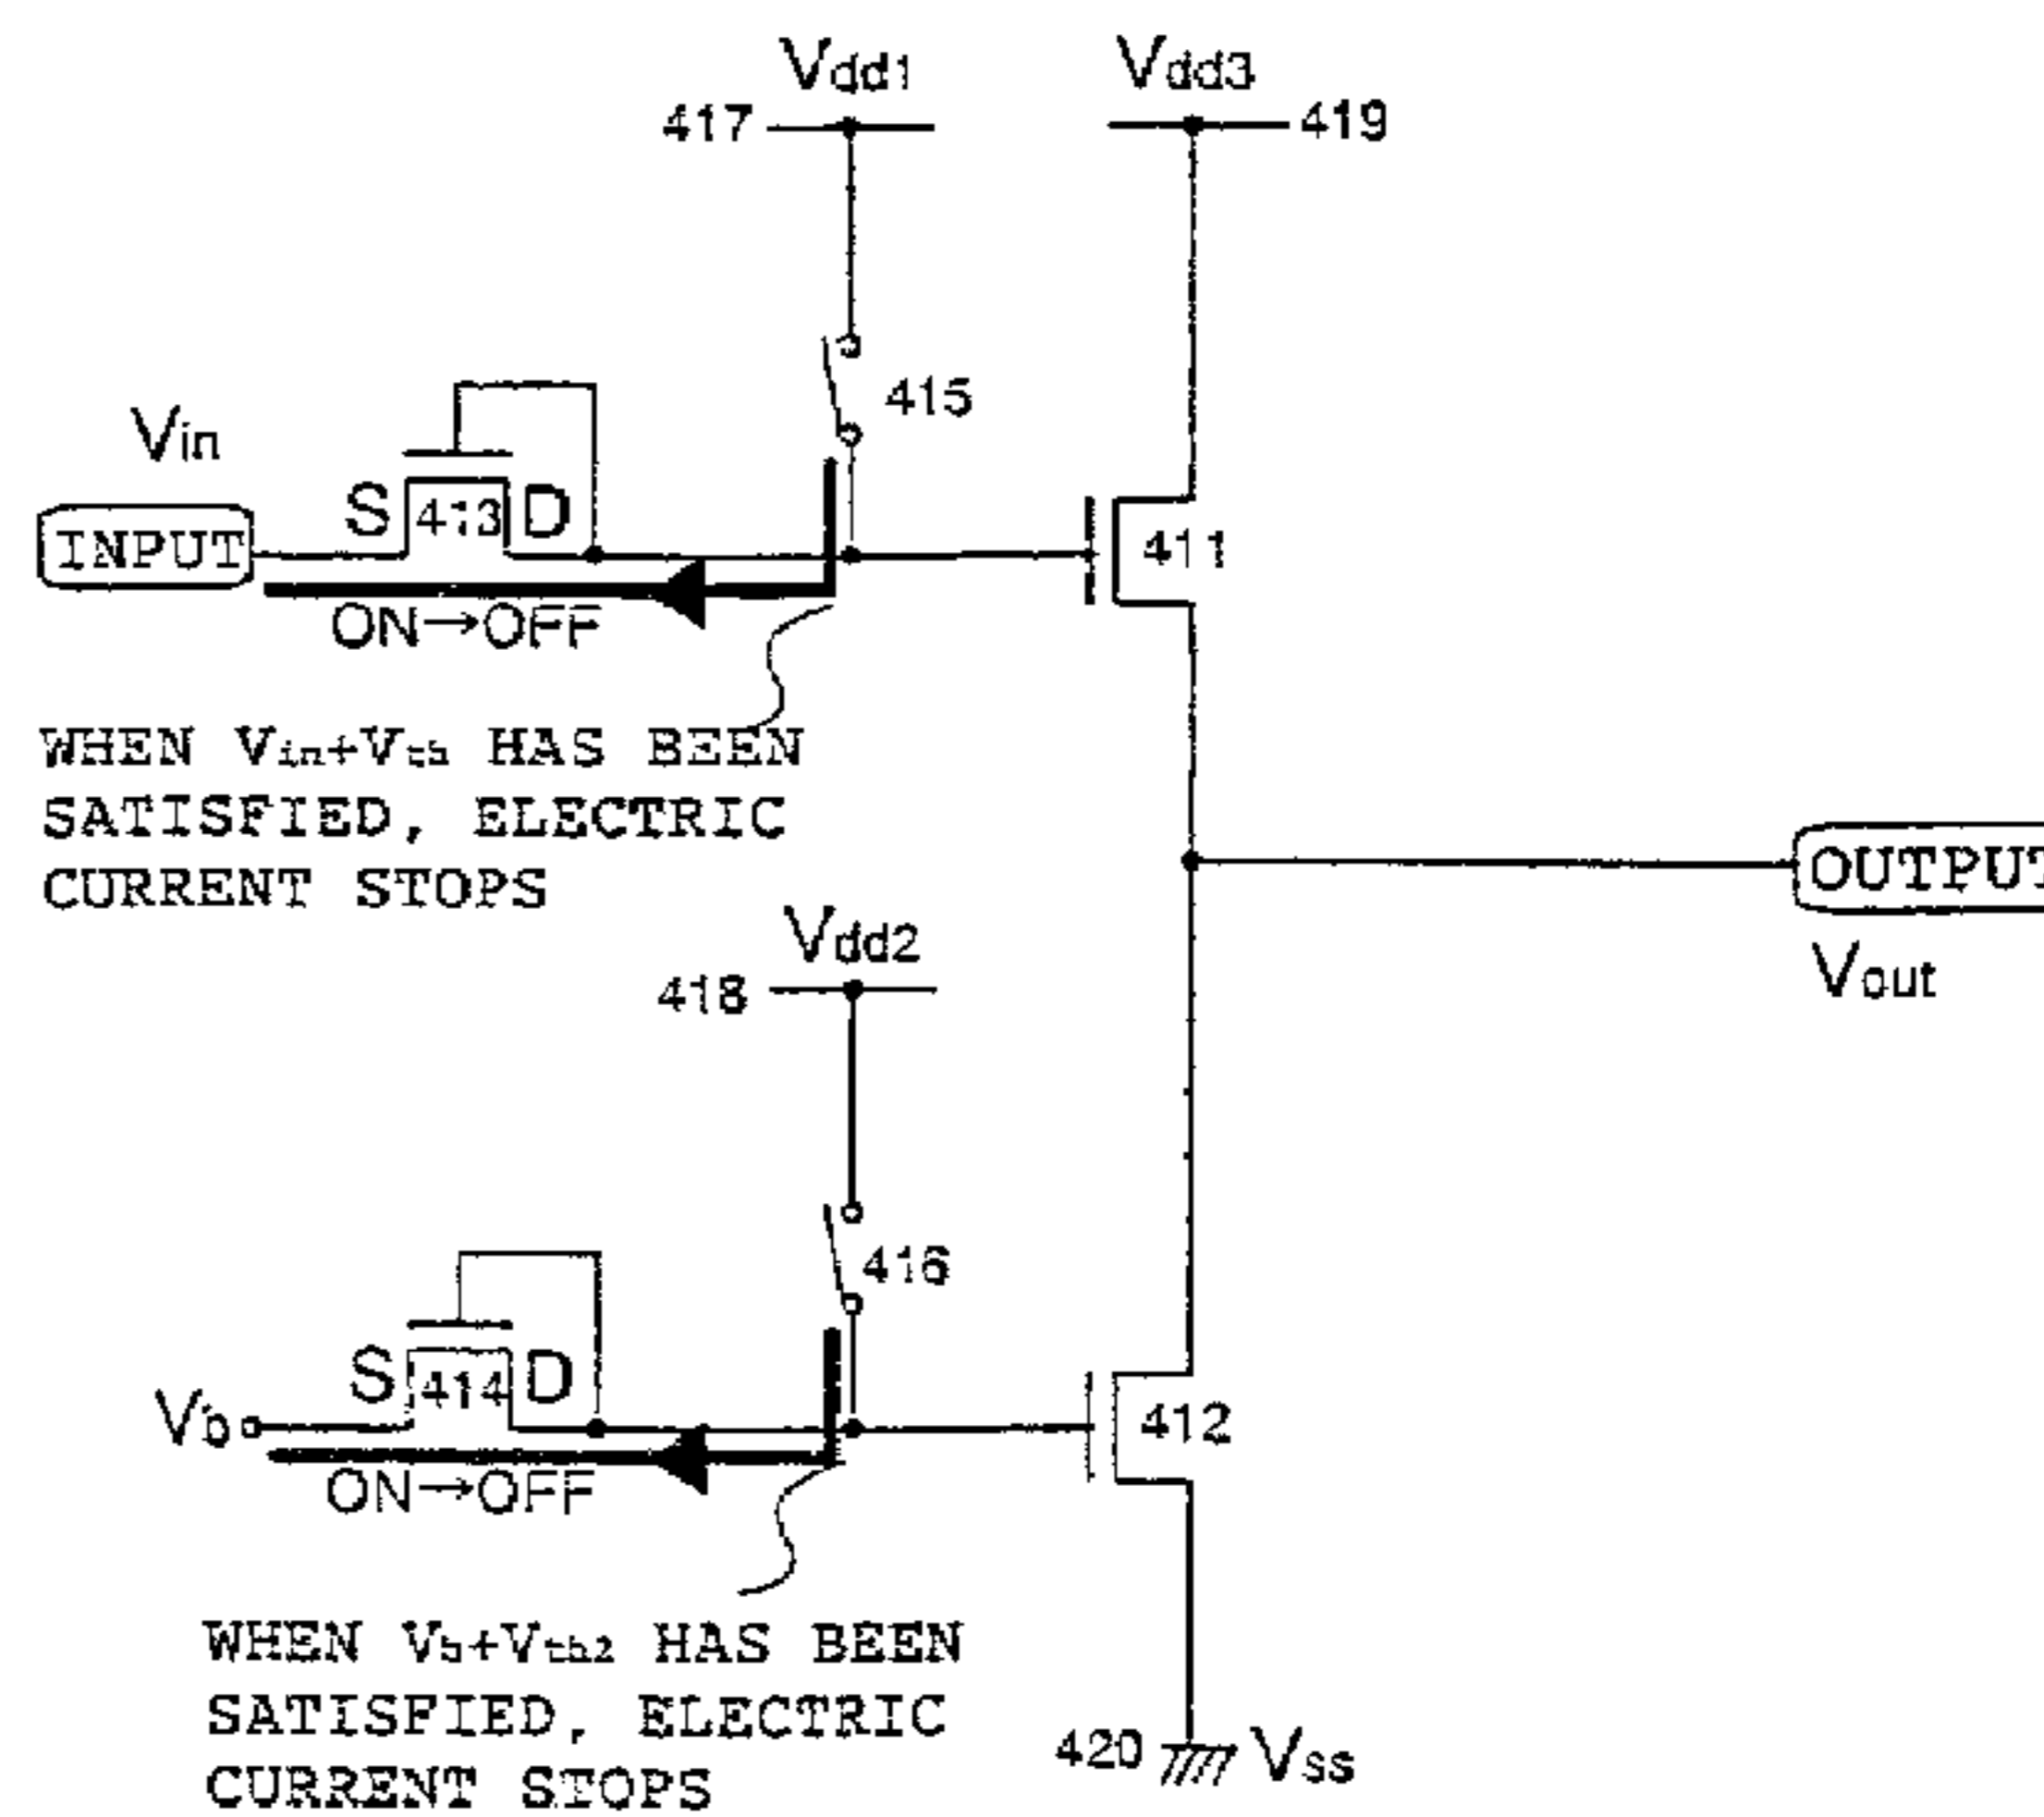 Vdd1
Vdd3
417
419
415
Vin
S 413 D
INPUT
411
ON→OFF
WHEN Vin+Vth HAS BEEN
SATISFIED, ELECTRIC
CURRENT STOPS
OUTPUT
Vdd2
418
Vout
416
S 414 D
Vb
412
ON→OFF
WHEN Vb+Vth2 HAS BEEN
SATISFIED, ELECTRIC
CURRENT STOPS
420
Vss